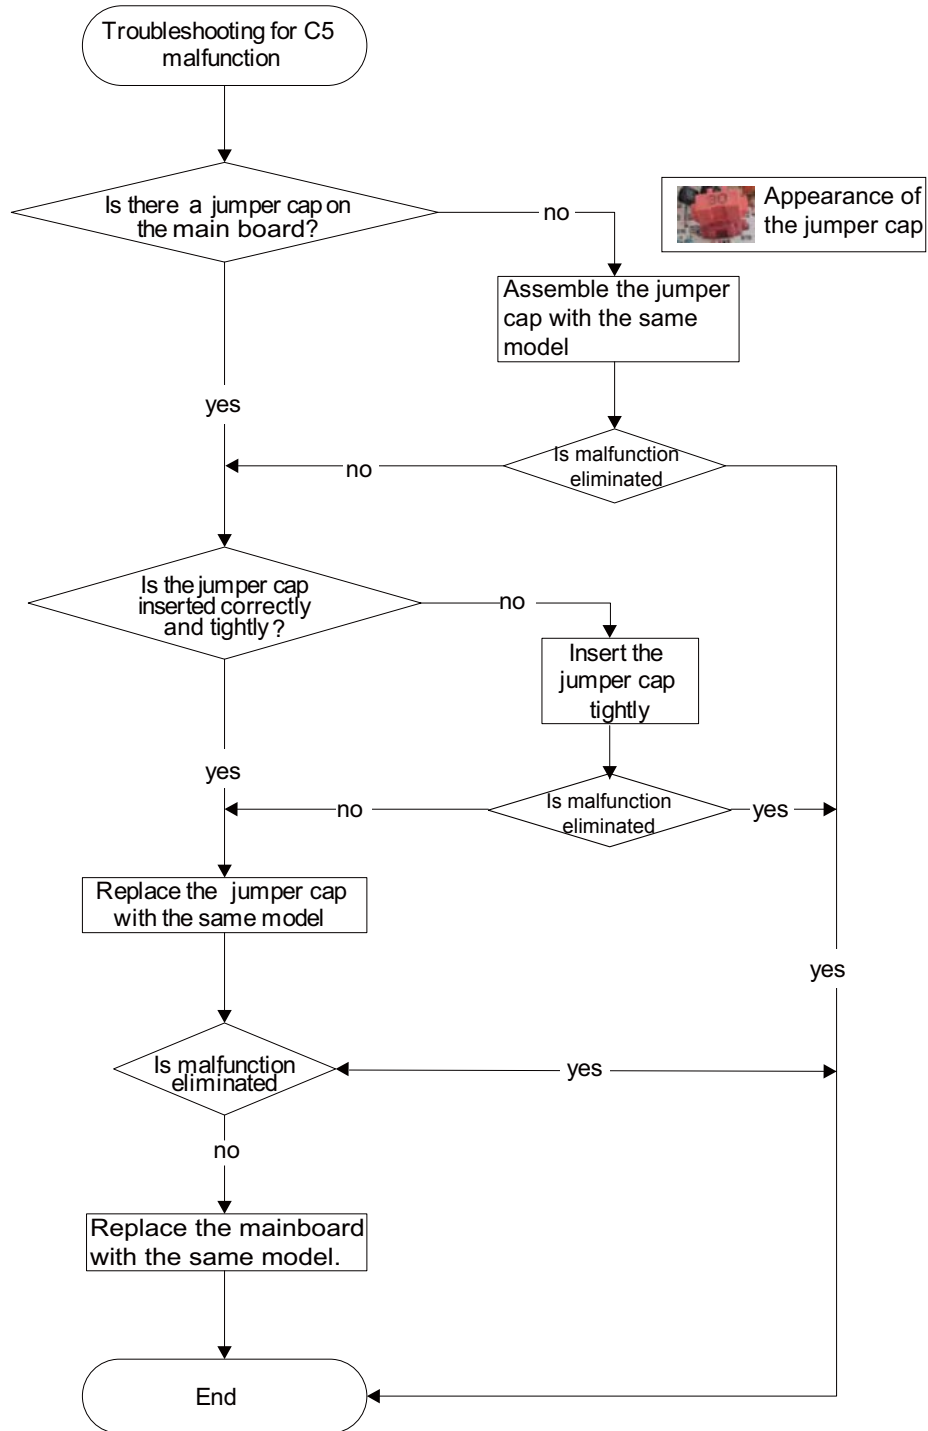 Troubleshooting for C5
malfunction
Is there a jumper cap on
the main board?
no
Appearance of
the jumper cap
30
Assemble the jumper
cap with the same
model
yes
Is malfunction
eliminated
no
Is the jumper cap
inserted correctly
and tightly?
no
Insert the
jumper cap
tightly
yes
Is malfunction
eliminated
no
yes
Replace the jumper cap
with the same model
yes
Is malfunction
eliminated
yes
no
Replace the mainboard
with the same model.
End